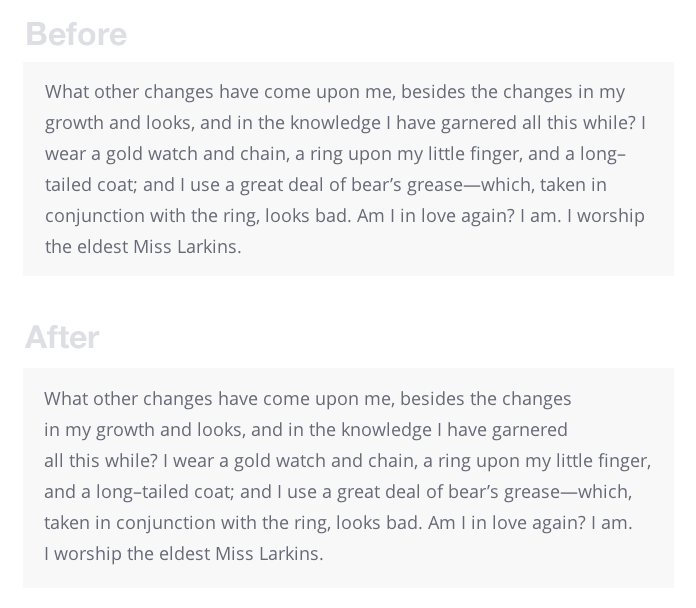 Before
What other changes have come upon me, besides the changes in my
growth and looks, and in the knowledge I have garnered all this while? I
wear a gold watch and chain, a ring upon my little finger, and a long–
tailed coat; and I use a great deal of bear’s grease—which, taken in
conjunction with the ring, looks bad. Am I in love again? I am. I worship
the eldest Miss Larkins.
After
What other changes have come upon me, besides the changes
in my growth and looks, and in the knowledge I have garnered
all this while? I wear a gold watch and chain, a ring upon my little finger,
and a long–tailed coat; and I use a great deal of bear’s grease—which,
taken in conjunction with the ring, looks bad. Am I in love again? I am.
I worship the eldest Miss Larkins.